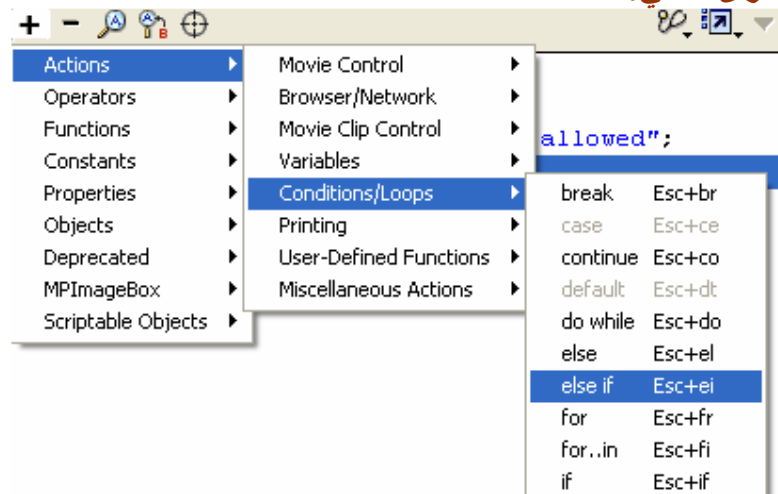 Actions
Operators
Functions
Constants
Properties
Objects
Deprecated
MPImageBox
Scriptable Objects
Movie Control
Browser/Network
Movie Clip Control
Variables
Conditions/Loops
Printing
User-Defined Functions
Miscellaneous Actions
allowed";
break Esc+br
case Esc+ce
continue Esc+co
default Esc+dt
do while Esc+do
else Esc+el
else if Esc+ei
for Esc+fr
for..in Esc+fi
if Esc+if